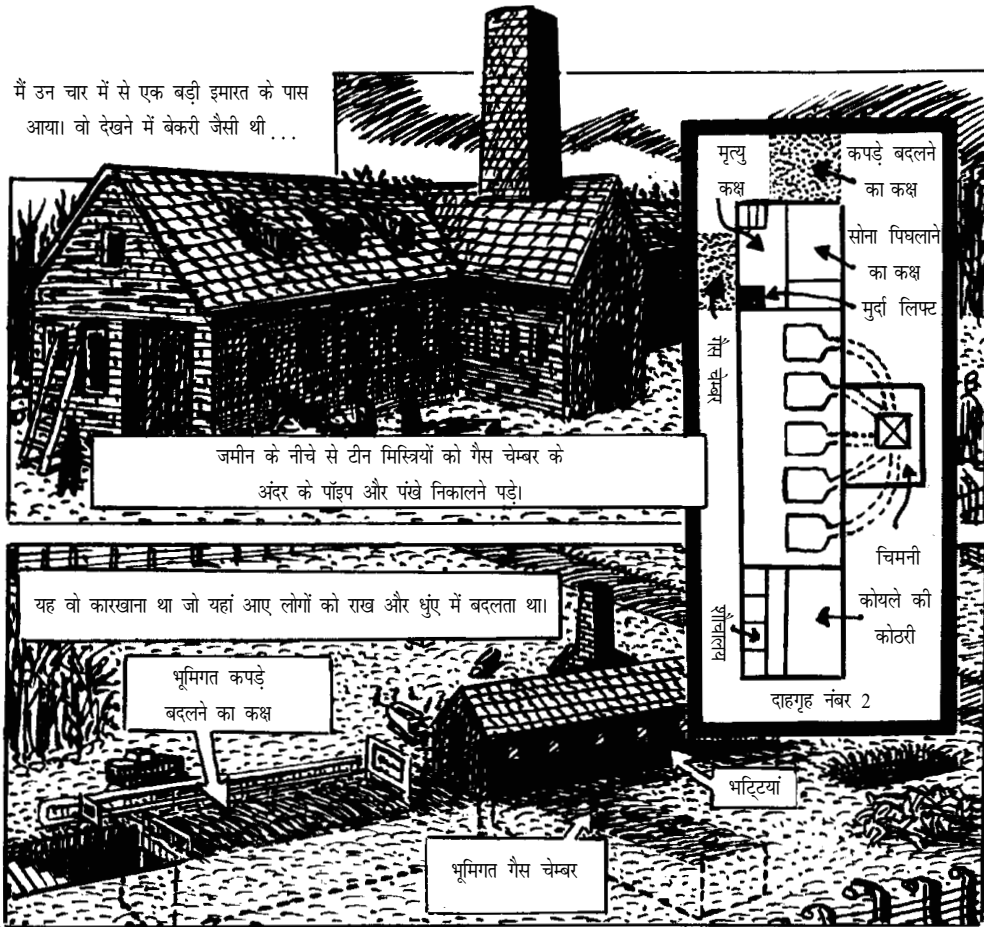 मैं उन चार में से एक बड़ी इमारत के पास
आया। वो देखने में बेकरी जैसी थी ...
मृत्यु
कक्ष
कपड़े बदलने
का कक्ष
सोना पिघलाने
का कक्ष
मुर्दा लिफ्ट
गैस चेम्बर
चिमनी
कोयले की
कोठरी
शौचालय
दाहगृह नंबर 2
जमीन के नीचे से टीन मिस्त्रियों को गैस चेम्बर के
अंदर के पॉइप और पंखे निकालने पड़े।
यह वो कारखाना था जो यहां आए लोगों को राख और धुंए में बदलता था।
भूमिगत कपड़े
बदलने का कक्ष
भट्टियां
भूमिगत गैस चेम्बर